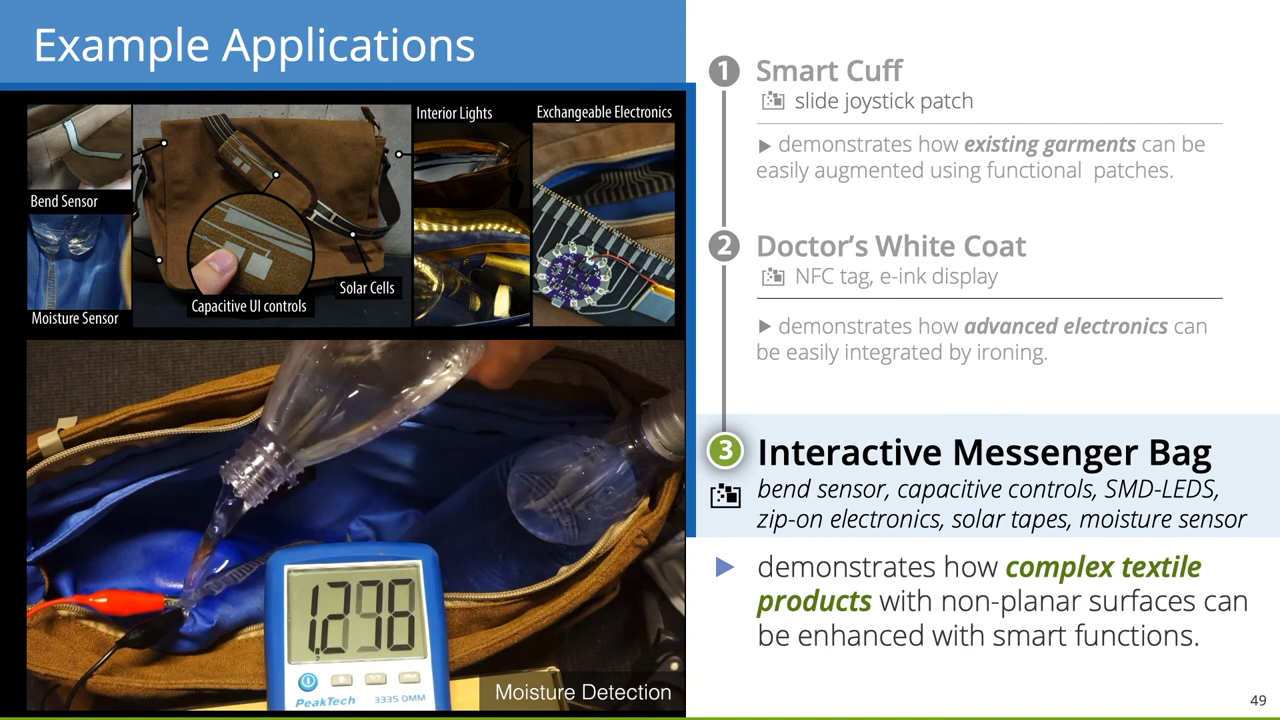 Example Applications
Bend Sensor
Moisture Sensor
Capacitive UI controls
Solar Cells
Interior Lights
Exchangeable Electronics
PeakTech 3335 DMM
Moisture Detection
1 Smart Cuff
slide joystick patch
▶ demonstrates how existing garments can be
easily augmented using functional patches.
2 Doctor’s White Coat
NFC tag, e-ink display
▶ demonstrates how advanced electronics can
be easily integrated by ironing.
3 Interactive Messenger Bag
bend sensor, capacitive controls, SMD-LEDS,
zip-on electronics, solar tapes, moisture sensor
▶ demonstrates how complex textile
products with non-planar surfaces can
be enhanced with smart functions.
49